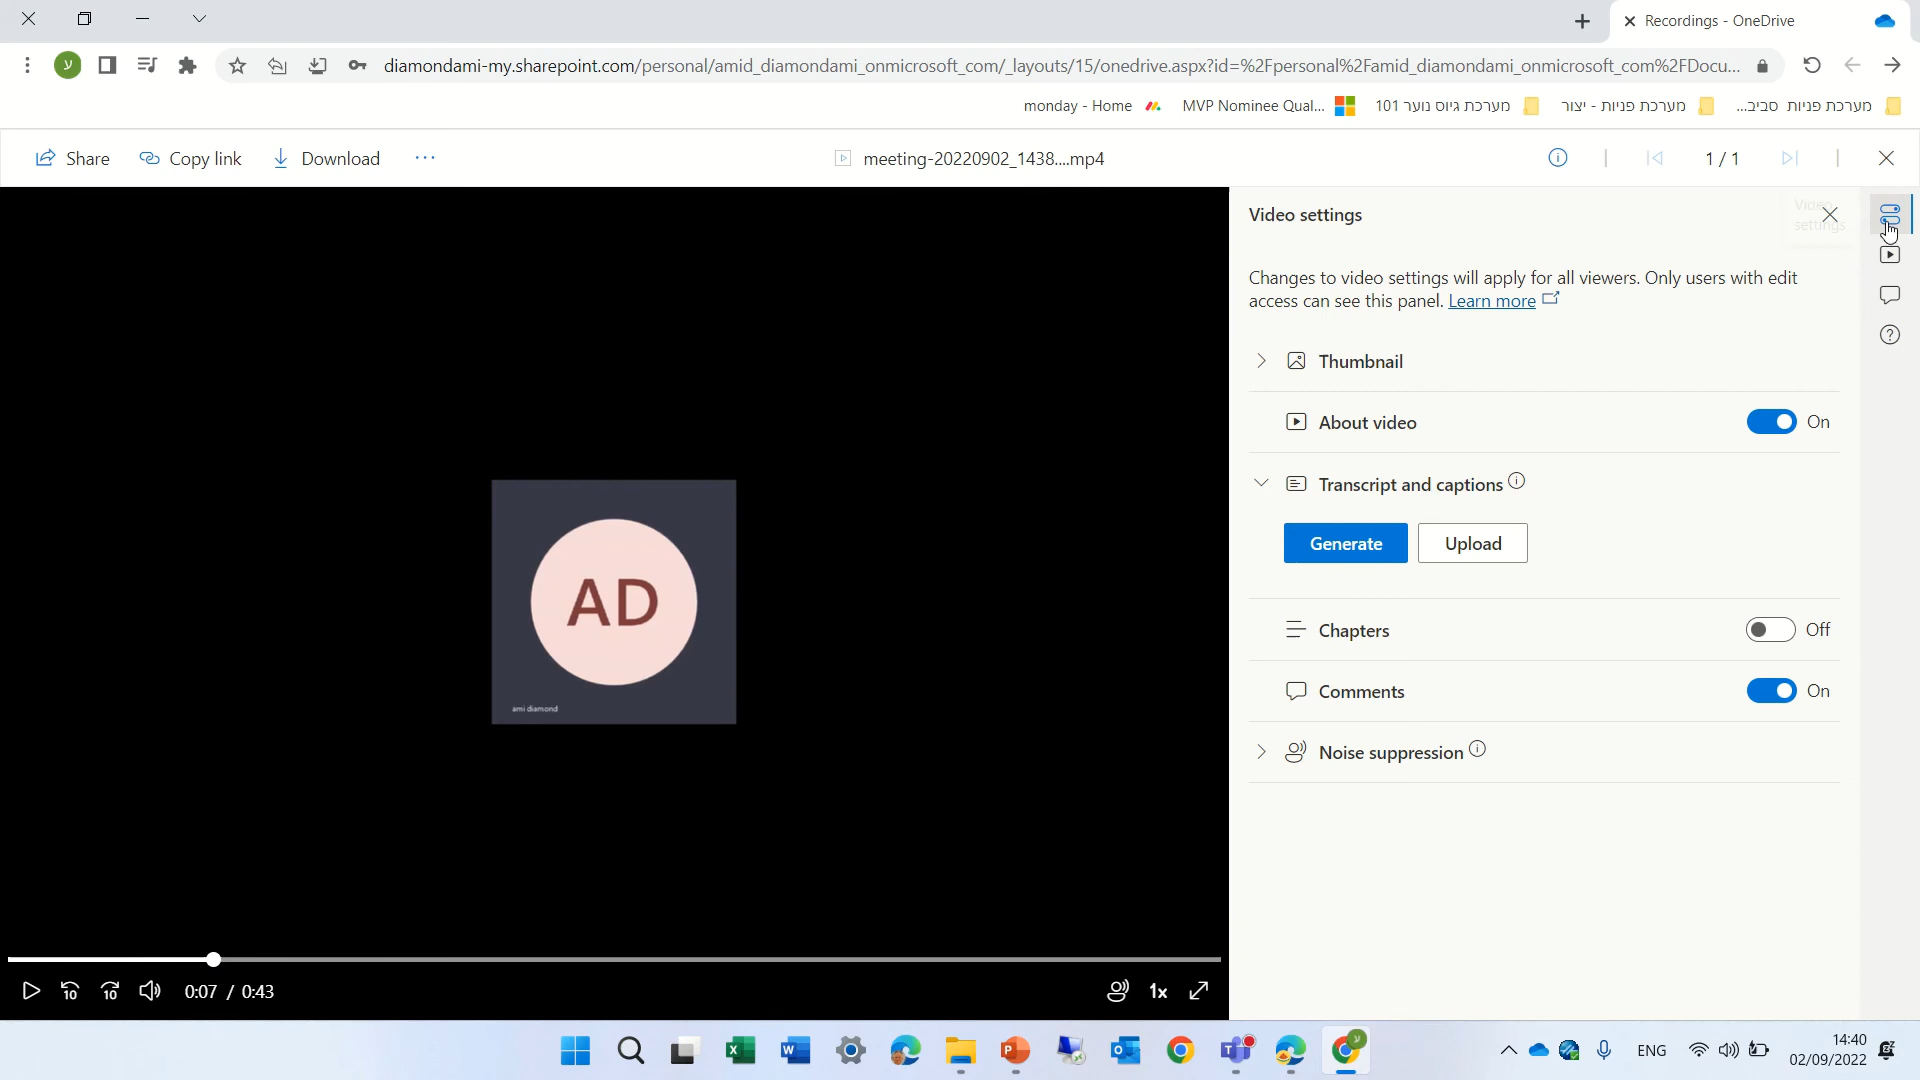 Recordings - OneDrive
diamondami-my.sharepoint.com/personal/amid_diamondami_onmicrosoft_com/_layouts/15/onedrive.aspx?id=%2Fpersonal%2Famid_diamondami_onmicrosoft_com%2FDocu...
monday - Home
MVP Nominee Qual...
מערכת גיוס נוער 101
מערכת פניות - יצור
מערכת פניות סביב...
Share
Copy link
Download
meeting-20220902_1438....mp4
1 / 1
Video settings
Video settings
Changes to video settings will apply for all viewers. Only users with edit
access can see this panel. Learn more
Thumbnail
About video
On
Transcript and captions
Generate
Upload
Chapters
Off
Comments
On
Noise suppression
AD
ami diamond
10
10
0:07 / 0:43
1x
ENG
14:40
02/09/2022